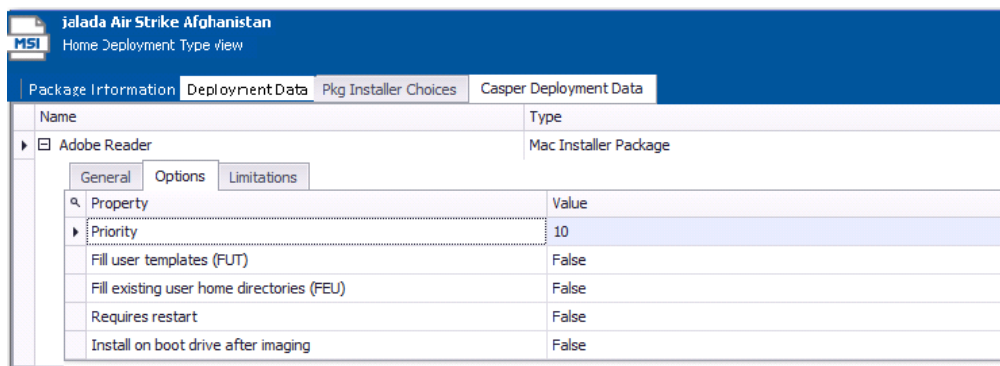 jalada Air Strike Afghanistan
MSI
Home Deployment Type View
Package Information Deployment Data Pkg Installer Choices Casper Deployment Data
Name Type
Adobe Reader Mac Installer Package
General Options Limitations
Property Value
Priority 10
Fill user templates (FUT) False
Fill existing user home directories (FEU) False
Requires restart False
Install on boot drive after imaging False